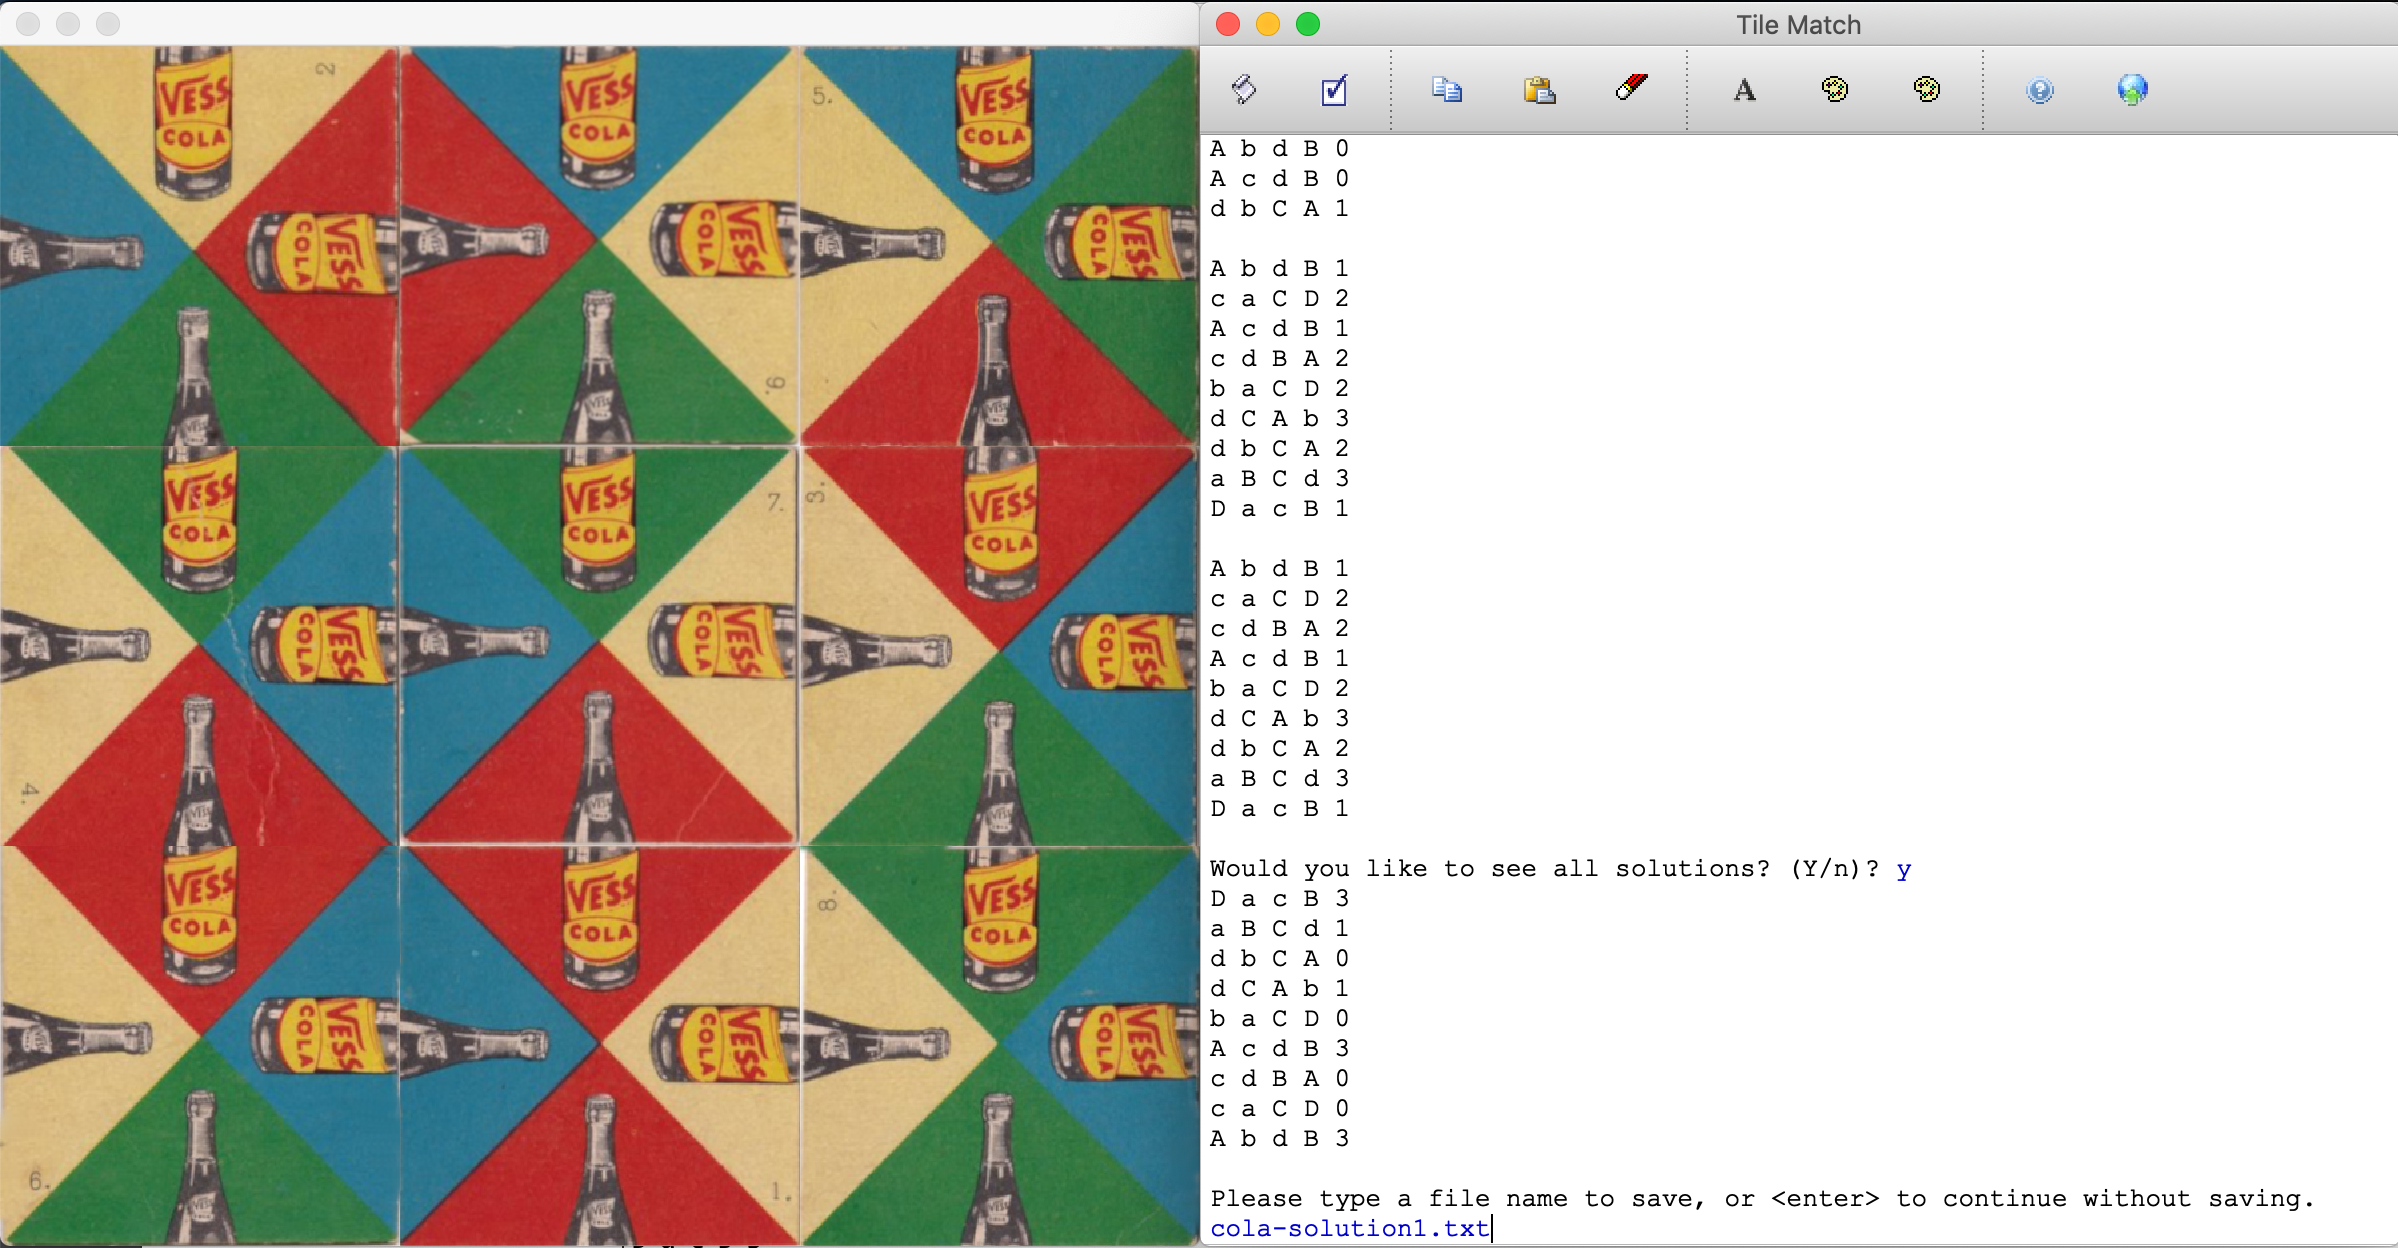 Tile Match
2
VESS
COLA
VESS
COLA
5.
VESS
COLA
VESS
COLA
VESS
COLA
VESS
COLA
9.
VESS
COLA
VESS
COLA
7.
3.
VESS
COLA
VESS
COLA
VESS
COLA
VESS
COLA
4.
VESS
COLA
VESS
COLA
8.
VESS
COLA
VESS
COLA
VESS
COLA
VESS
COLA
6.
1.
A b d B 0
A c d B 0
d b C A 1
A b d B 1
c a C D 2
A c d B 1
c d B A 2
b a C D 2
d C A b 3
d b C A 2
a B C d 3
D a c B 1
A b d B 1
c a C D 2
c d B A 2
A c d B 1
b a C D 2
d C A b 3
d b C A 2
a B C d 3
D a c B 1
Would you like to see all solutions? (Y/n)? y
D a c B 3
a B C d 1
d b C A 0
d C A b 1
b a C D 0
A c d B 3
c d B A 0
c a C D 0
A b d B 3
Please type a file name to save, or <enter> to continue without saving.
cola-solution1.txt